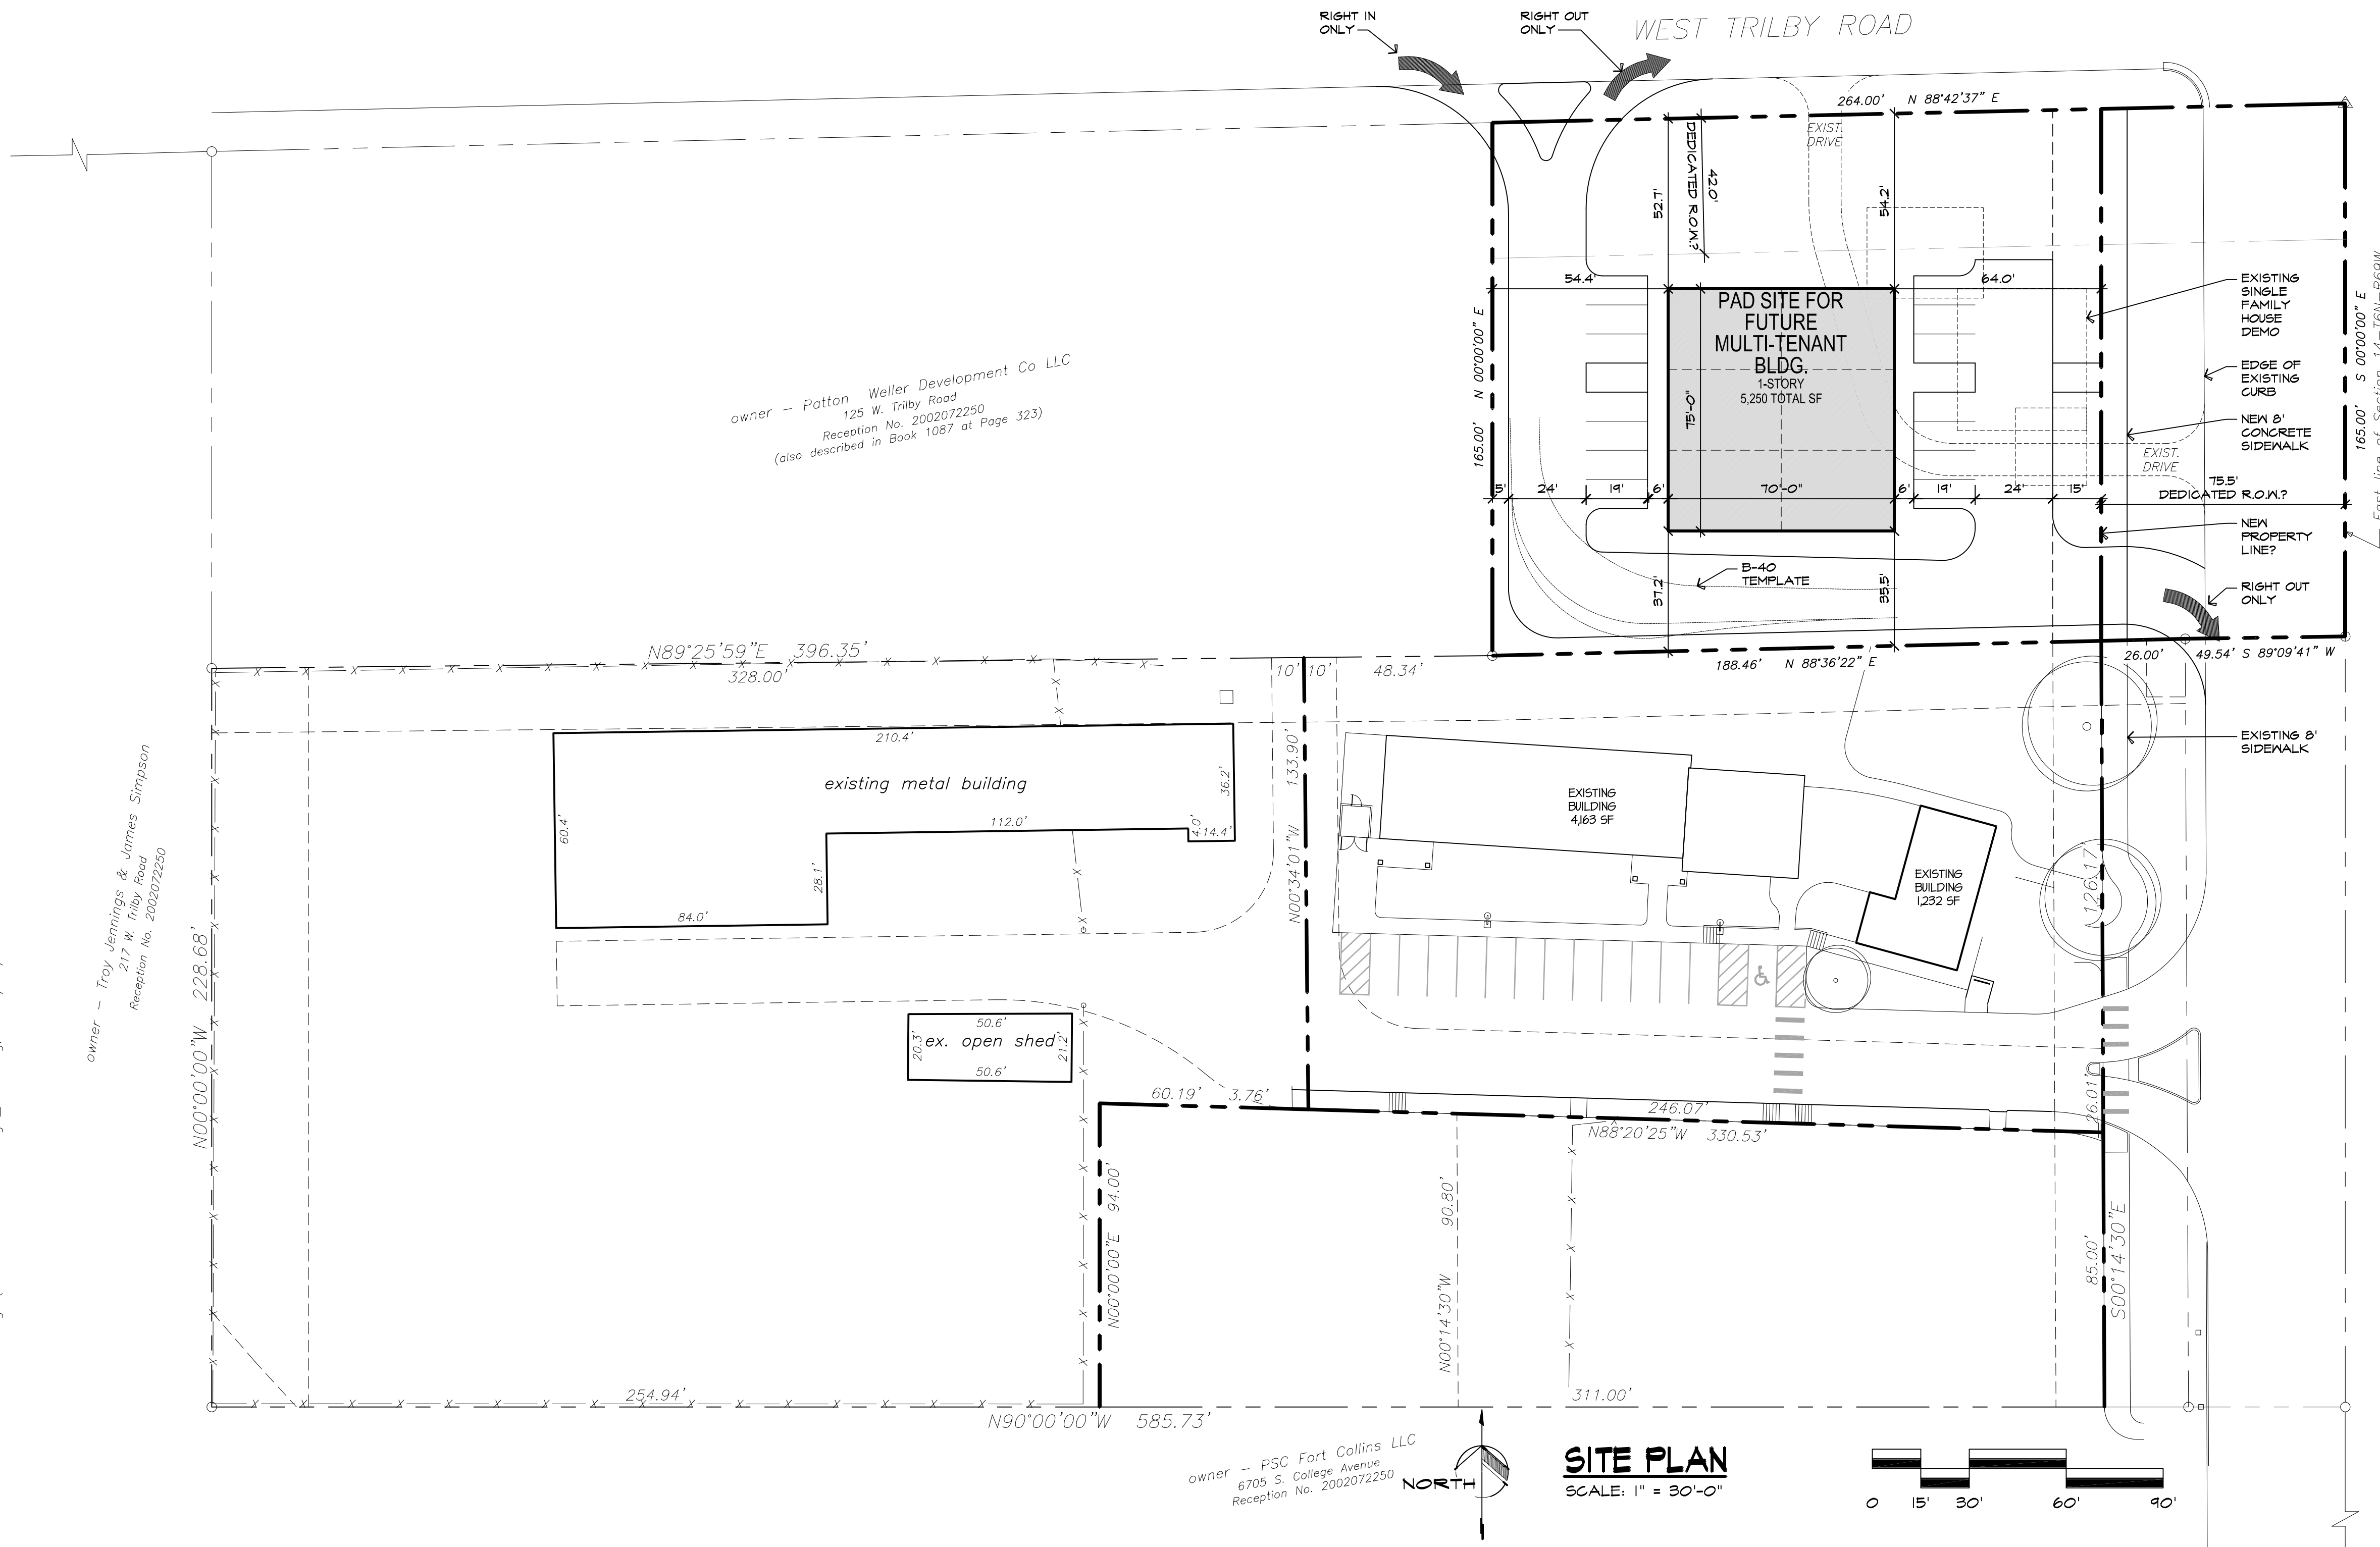 RIGHT IN
ONLY
RIGHT OUT
ONLY
WEST TRILBY ROAD
264.00' N 88°42'37" E
EXIST.
DRIVE
DEDICATED R.O.W.?
42.0'
52.7'
54.2'
54.4'
64.0'
165.00' N 00°00'00" E
PAD SITE FOR
FUTURE
MULTI-TENANT
BLDG.
1-STORY
5,250 TOTAL SF
75'-0"
EXISTING
SINGLE
FAMILY
HOUSE
DEMO
EDGE OF
EXISTING
CURB
NEW 8'
CONCRETE
SIDEWALK
165.00' S 00°00'00" E
East line of Section 14-T6N-R69W
EXIST.
DRIVE
5'
24'
19'
6'
70'-0"
6'
19'
24'
15'
75.5'
DEDICATED R.O.W.?
NEW
PROPERTY
LINE?
B-40
TEMPLATE
37.2'
35.5'
RIGHT OUT
ONLY
188.46' N 88°36'22" E
26.00'
49.54' S 89°09'41" W
owner - Patton Weller Development Co LLC
125 W. Trilby Road
Reception No. 2002072250
(also described in Book 1087 at Page 323)
N89°25'59"E 396.35'
328.00'
10'
10'
48.34'
EXISTING 8'
SIDEWALK
owner - Troy Jennings & James Simpson
217 W. Trilby Road
Reception No. 2002072250
N00°00'00"W 228.68'
210.4'
existing metal building
60.4'
36.2'
112.0'
4.0'
14.4'
28.1'
84.0'
N00°34'01"W 133.90'
EXISTING
BUILDING
4,163 SF
EXISTING
BUILDING
1,232 SF
126.17'
50.6'
ex. open shed
20.3'
21.2'
50.6'
60.19'
3.76'
246.07'
N88°20'25"W 330.53'
26.01'
N00°00'00"E 94.00'
N00°14'30"W 90.80'
85.00'
S00°14'30"E
254.94'
311.00'
N90°00'00"W 585.73'
owner - PSC Fort Collins LLC
6705 S. College Avenue
Reception No. 2002072250
NORTH
SITE PLAN
SCALE: 1" = 30'-0"
0 15' 30' 60' 90'